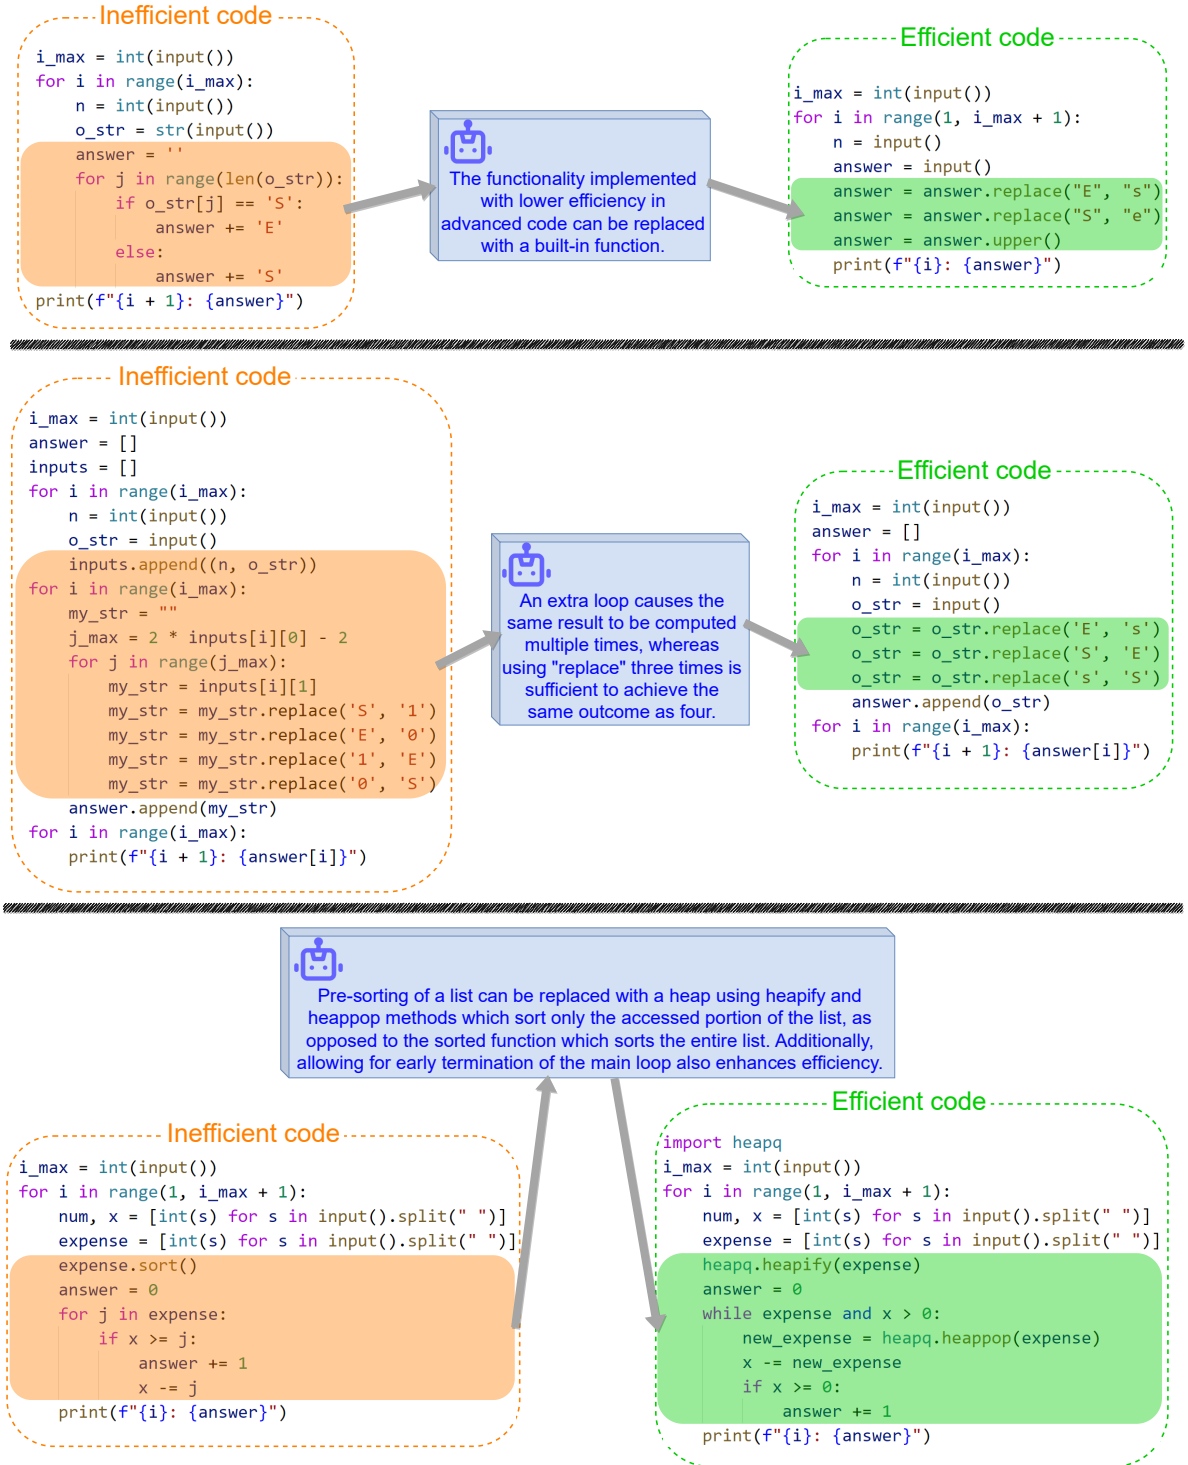 Inefficient code
i_max = int(input())
for i in range(i_max):
    n = int(input())
    o_str = str(input())
    answer = ''
    for j in range(len(o_str)):
        if o_str[j] == 'S':
            answer += 'E'
        else:
            answer += 'S'
print(f"{i + 1}: {answer}")
The functionality implemented
with lower efficiency in
advanced code can be replaced
with a built-in function.
Efficient code
i_max = int(input())
for i in range(1, i_max + 1):
    n = input()
    answer = input()
    answer = answer.replace("E", "s")
    answer = answer.replace("S", "e")
    answer = answer.upper()
    print(f"{i}: {answer}")
Inefficient code
i_max = int(input())
answer = []
inputs = []
for i in range(i_max):
    n = int(input())
    o_str = input()
    inputs.append((n, o_str))
for i in range(i_max):
    my_str = ""
    j_max = 2 * inputs[i][0] - 2
    for j in range(j_max):
        my_str = inputs[i][1]
        my_str = my_str.replace('S', '1')
        my_str = my_str.replace('E', '0')
        my_str = my_str.replace('1', 'E')
        my_str = my_str.replace('0', 'S')
    answer.append(my_str)
for i in range(i_max):
    print(f"{i + 1}: {answer[i]}")
An extra loop causes the
same result to be computed
multiple times, whereas
using "replace" three times is
sufficient to achieve the
same outcome as four.
Efficient code
i_max = int(input())
answer = []
for i in range(i_max):
    n = int(input())
    o_str = input()
    o_str = o_str.replace('E', 's')
    o_str = o_str.replace('S', 'E')
    o_str = o_str.replace('s', 'S')
    answer.append(o_str)
for i in range(i_max):
    print(f"{i + 1}: {answer[i]}")
Pre-sorting of a list can be replaced with a heap using heapify and
heappop methods which sort only the accessed portion of the list, as
opposed to the sorted function which sorts the entire list. Additionally,
allowing for early termination of the main loop also enhances efficiency.
Inefficient code
i_max = int(input())
for i in range(1, i_max + 1):
    num, x = [int(s) for s in input().split(" ")]
    expense = [int(s) for s in input().split(" ")]
    expense.sort()
    answer = 0
    for j in expense:
        if x >= j:
            answer += 1
            x -= j
    print(f"{i}: {answer}")
Efficient code
import heapq
i_max = int(input())
for i in range(1, i_max + 1):
    num, x = [int(s) for s in input().split(" ")]
    expense = [int(s) for s in input().split(" ")]
    heapq.heapify(expense)
    answer = 0
    while expense and x > 0:
        new_expense = heapq.heappop(expense)
        x -= new_expense
        if x >= 0:
            answer += 1
    print(f"{i}: {answer}")